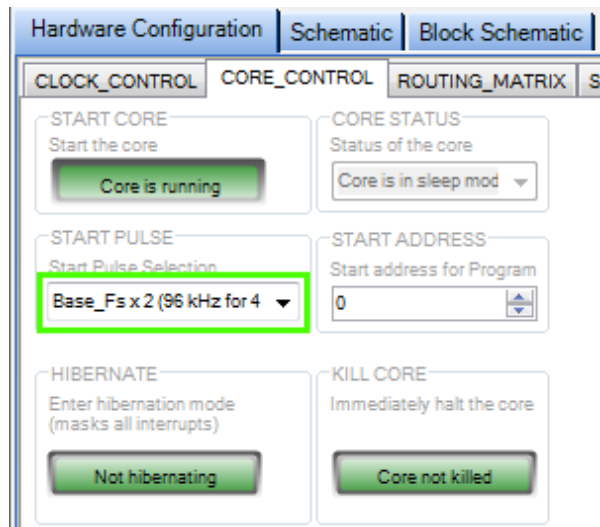 Hardware Configuration Schematic Block Schematic
CLOCK_CONTROL CORE_CONTROL ROUTING_MATRIX S
START CORE
Start the core
Core is running
CORE STATUS
Status of the core
Core is in sleep mod
START PULSE
Start Pulse Selection
Base_Fs x 2 (96 kHz for 4
START ADDRESS
Start address for Program
0
HIBERNATE
Enter hibernation mode
(masks all interrupts)
Not hibernating
KILL CORE
Immediately halt the core
Core not killed